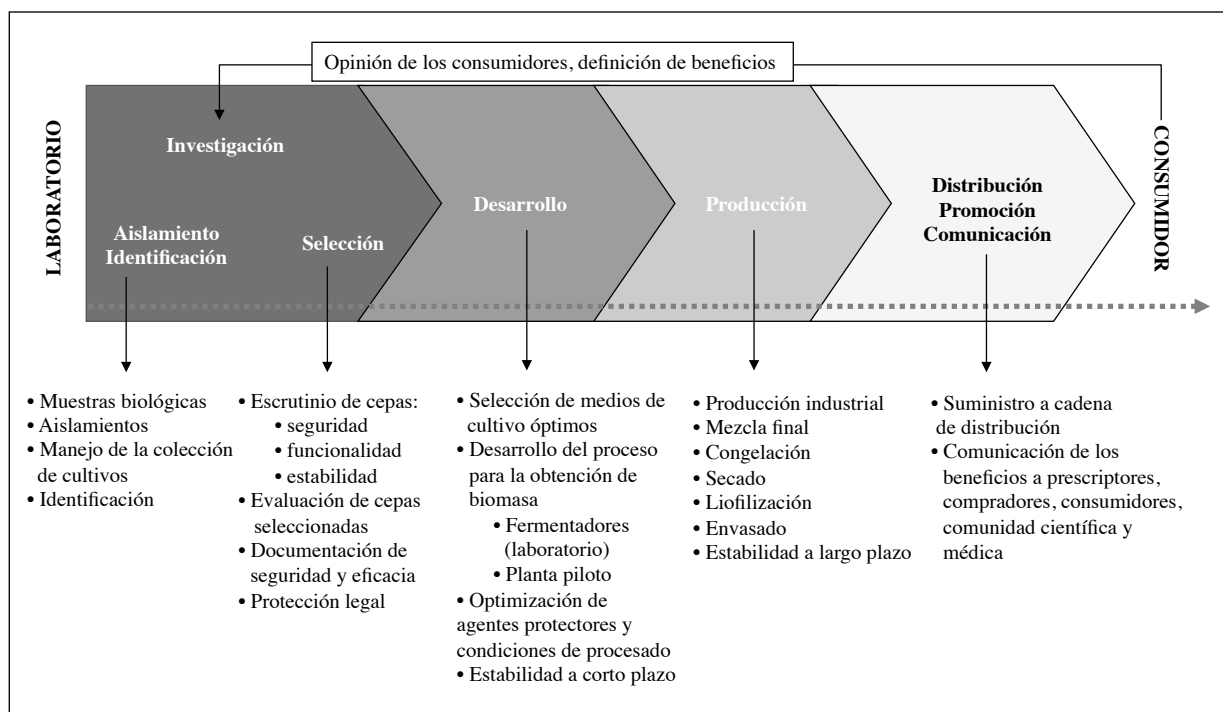 Opinión de los consumidores, definición de beneficios
LABORATORIO
Investigación
Aislamiento
Identificación
Selección
Desarrollo
Producción
Distribución
Promoción
Comunicación
CONSUMIDOR
• Muestras biológicas
• Aislamientos
• Manejo de la colección
de cultivos
• Identificación
• Escrutinio de cepas:
• seguridad
• funcionalidad
• estabilidad
• Evaluación de cepas
seleccionadas
• Documentación de
seguridad y eficacia
• Protección legal
• Selección de medios de
cultivo óptimos
• Desarrollo del proceso
para la obtención de
biomasa
• Fermentadores
(laboratorio)
• Planta piloto
• Optimización de
agentes protectores y
condiciones de procesado
• Estabilidad a corto plazo
• Producción industrial
• Mezcla final
• Congelación
• Secado
• Liofilización
• Envasado
• Estabilidad a largo plazo
• Suministro a cadena
de distribución
• Comunicación de los
beneficios a prescriptores,
compradores, consumidores,
comunidad científica y
médica